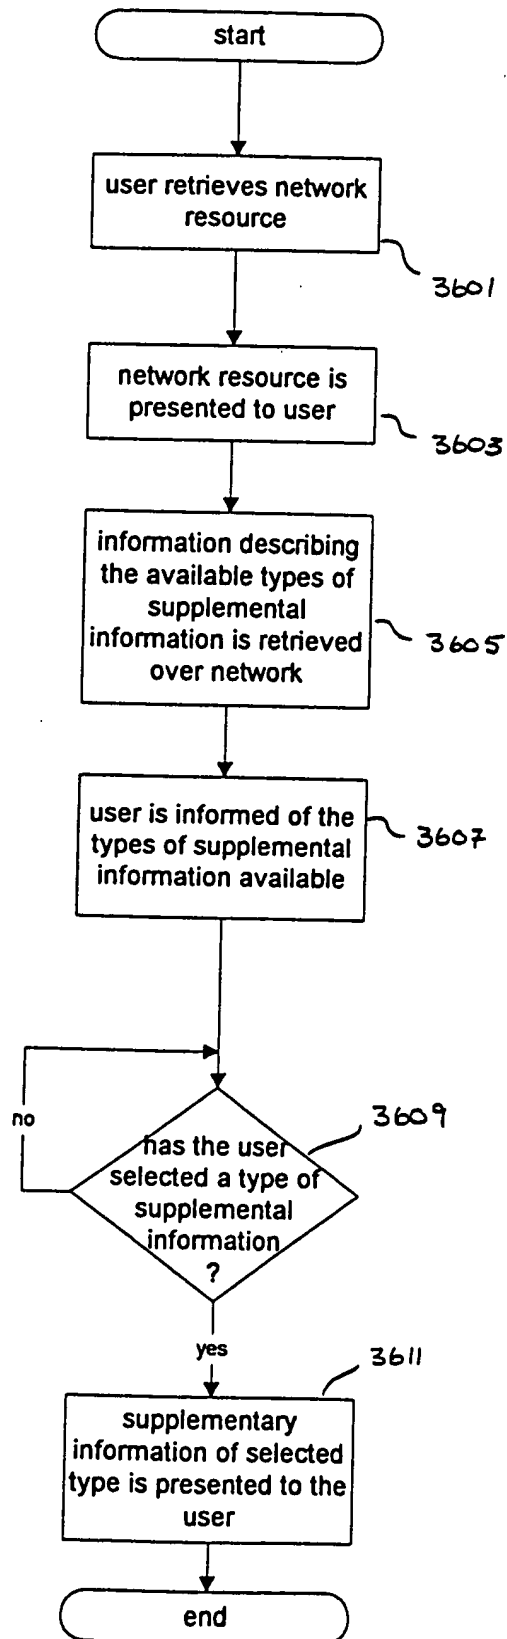 start
user retrieves network
resource
3601
network resource is
presented to user
3603
information describing
the available types of
supplemental
information is retrieved
over network
3605
user is informed of the
types of supplemental
information available
3607
no
has the user
selected a type of
supplemental
information
?
3609
yes
3611
supplementary
information of selected
type is presented to the
user
end